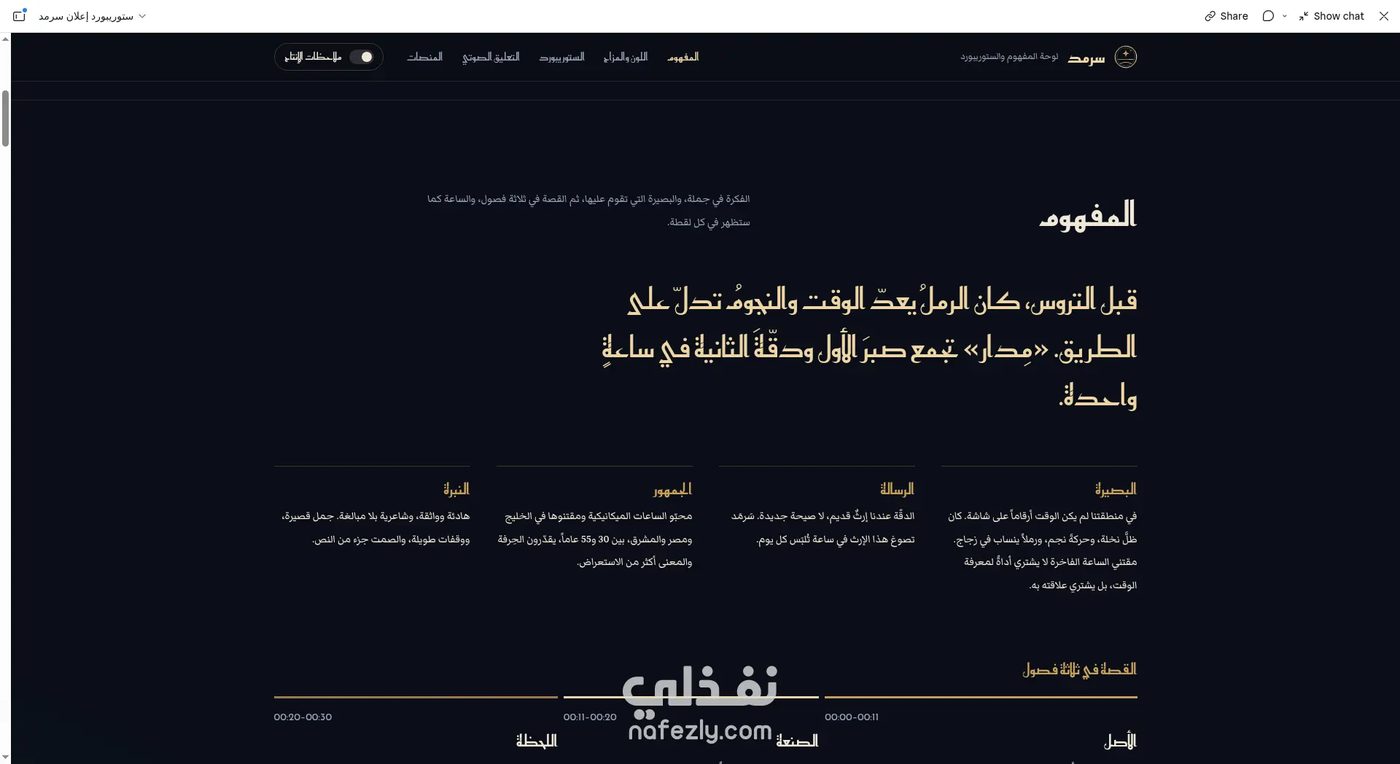 ستوريبورد إعلان سرمد
Share
Show chat
سرمد
لوحة المفهوم والستوريبورد
المفهوم
اللون والمزاج
الستوريبورد
التعليق الصوتي
المنصات
ملاحظات الإنتاج
المفهوم
الفكرة في جملة، والبصيرة التي تقوم عليها، ثم القصة في ثلاثة فصول، والساعة كما
ستظهر في كل لقطة.
قبل التروس، كان الرملُ يعدّ الوقت والنجومُ تدلّ على
الطريق. «مِدار» تجمع صبرَ الأول ودقّةَ الثانية في ساعةٍ
واحدة.
البصيرة
في منطقتنا لم يكن الوقت أرقاماً على شاشة. كان
ظلَّ نخلة، وحركةَ نجم، ورملاً ينساب في زجاج.
مقتني الساعة الفاخرة لا يشتري أداةً لمعرفة
الوقت، بل يشتري علاقته به.
الرسالة
الدقّة عندنا إرثٌ قديم، لا صيحة جديدة. سَرمَد
تصوغ هذا الإرث في ساعة تُلبَس كل يوم.
الجمهور
محبّو الساعات الميكانيكية ومقتنوها في الخليج
ومصر والمشرق، بين 30 و55 عاماً، يقدّرون الحِرفة
والمعنى أكثر من الاستعراض.
النبرة
هادئة وواثقة، وشاعرية بلا مبالغة. جمل قصيرة،
ووقفات طويلة، والصمت جزء من النص.
القصة في ثلاثة فصول
00:00–00:11
الأصل
00:11–00:20
الصنعة
00:20–00:30
اللحظة
نفذلي
nafezly.com